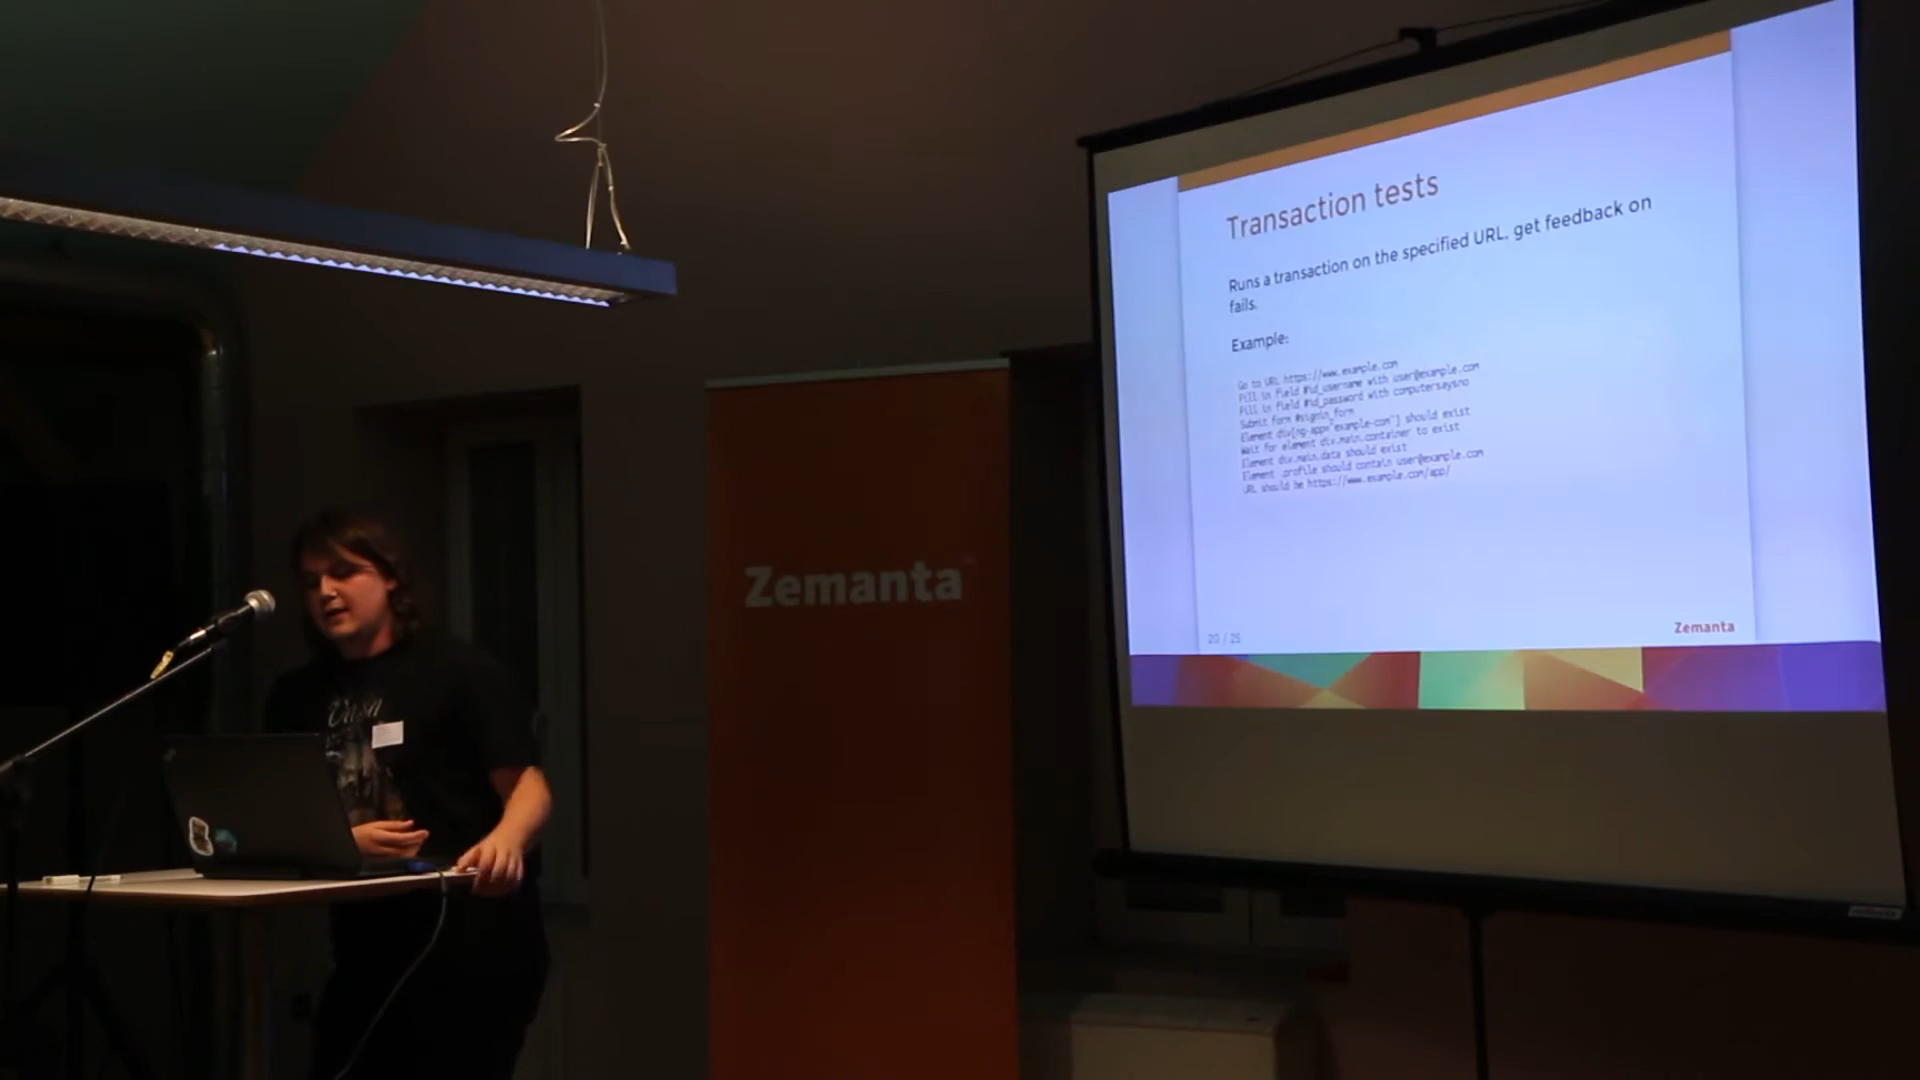 Transaction tests
Runs a transaction on the specified URL, get feedback on
fails.
Example:
Go to URL https://www.example.com
Fill in field #id_username with user@example.com
Fill in field #id_password with computersaysno
Submit form #signin_form
Element div[ng-app="example-com"] should exist
Wait for element div.main.container to exist
Element div.main.data should exist
Element .profile should contain user@example.com
URL should be https://www.example.com/app/
20 / 25
Zemanta
Zemanta